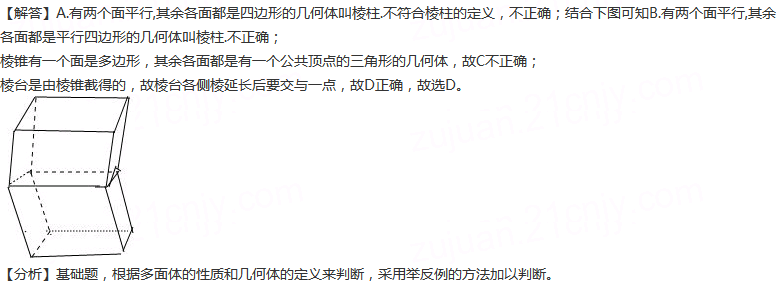 【解答】A.有两个面平行,其余各面都是四边形的几何体叫棱柱.不符合棱柱的定义，不正确；结合下图可知B.有两个面平行,其余
各面都是平行四边形的几何体叫棱柱.不正确；
棱锥有一个面是多边形，其余各面都是有一个公共顶点的三角形的几何体，故C不正确；
棱台是由棱锥截得的，故棱台各侧棱延长后要交与一点，故D正确，故选D。
【分析】基础题，根据多面体的性质和几何体的定义来判断，采用举反例的方法加以判断。